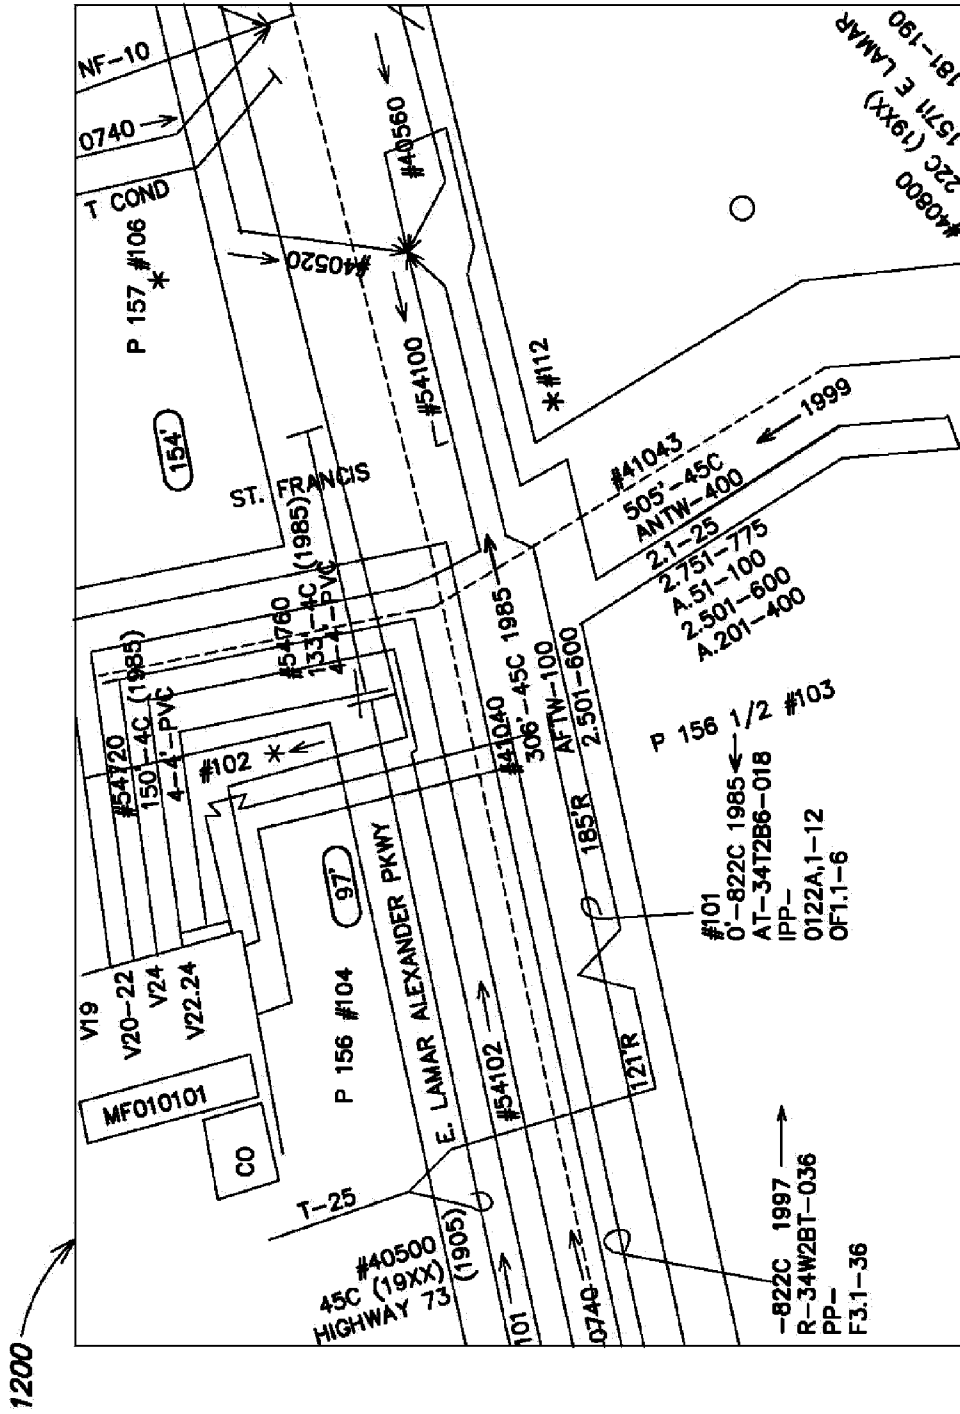 NF-10
0740
T COND
P 157 #106
#40520
#40560
#54100
#112
#40800
22C (19XX)
15711 E LAMAR
181-190
154'
ST. FRANCIS
#54760
133'-4C (1985)
4-4'-PVC
#54720
150'-4C (1985)
4-4'-PVC
#102
#41043
505'-45C
ANTW-400
2.1-25
2.751-775
A.51-100
2.501-600
A.201-400
1999
#41040
306'-45C 1985
AFTW-100
2.501-600
P 156 1/2 #103
185'R
97'
V19
V20-22
V24
V22.24
MF010101
CO
P 156 #104
E. LAMAR ALEXANDER PKWY
#54102
121'R
#101
0'-822C 1985
AT-34T2B6-018
IPP-
0122A,1-12
OF1.1-6
T-25
#40500
45C (19XX)
HIGHWAY 73 (1905)
101
0740
-822C 1997
R-34W2BT-036
PP-
F3.1-36
1200